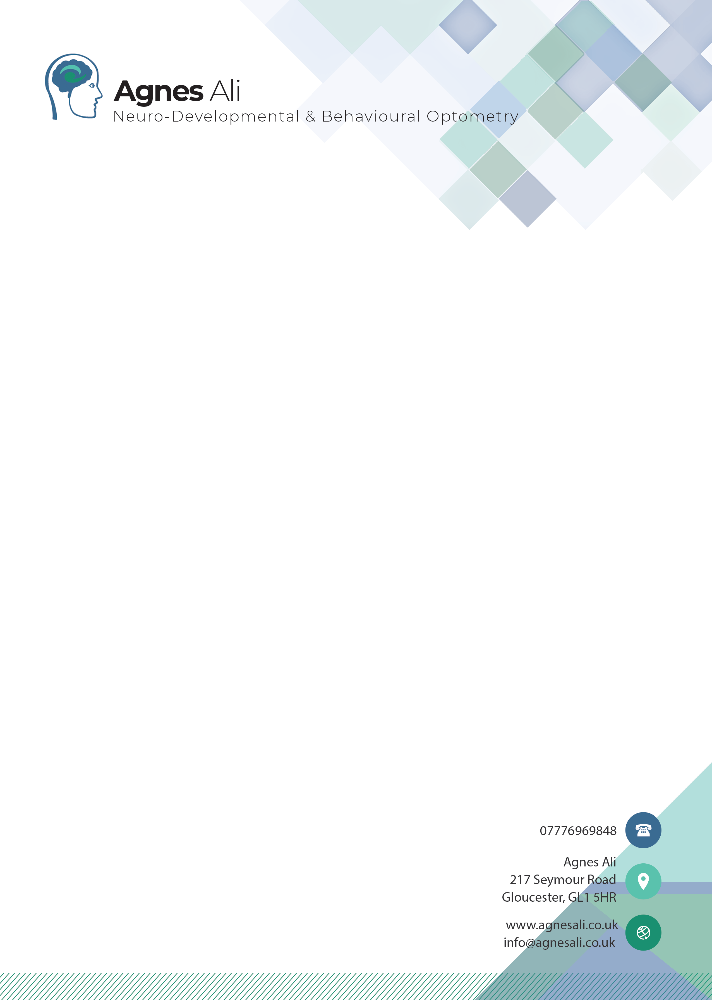 Agnes Ali
Neuro-Developmental & Behavioural Optometry
07776969848
Agnes Ali
217 Seymour Road
Gloucester, GL1 5HR
www.agnesali.co.uk
info@agnesali.co.uk